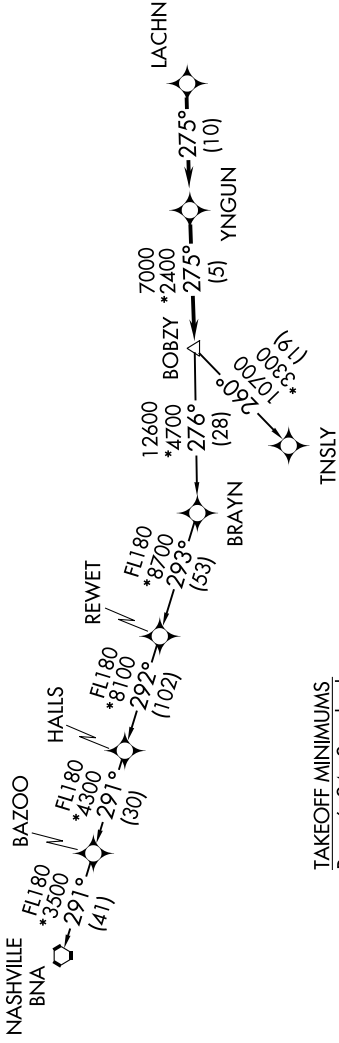 NASHVILLE
BNA
FL180
*3500
291°
(41)
BAZOO
FL180
*4300
291°
(30)
HALLS
FL180
*8100
292°
(102)
REWET
FL180
*8700
293°
(53)
BRAYN
12600
*4700
276°
(28)
BOBZY
7000
*2400
275°
(5)
260°
10700
*3300
(19)
TNSLY
YNGUN
275°
(10)
LACHN
TAKEOFF MINIMUMS